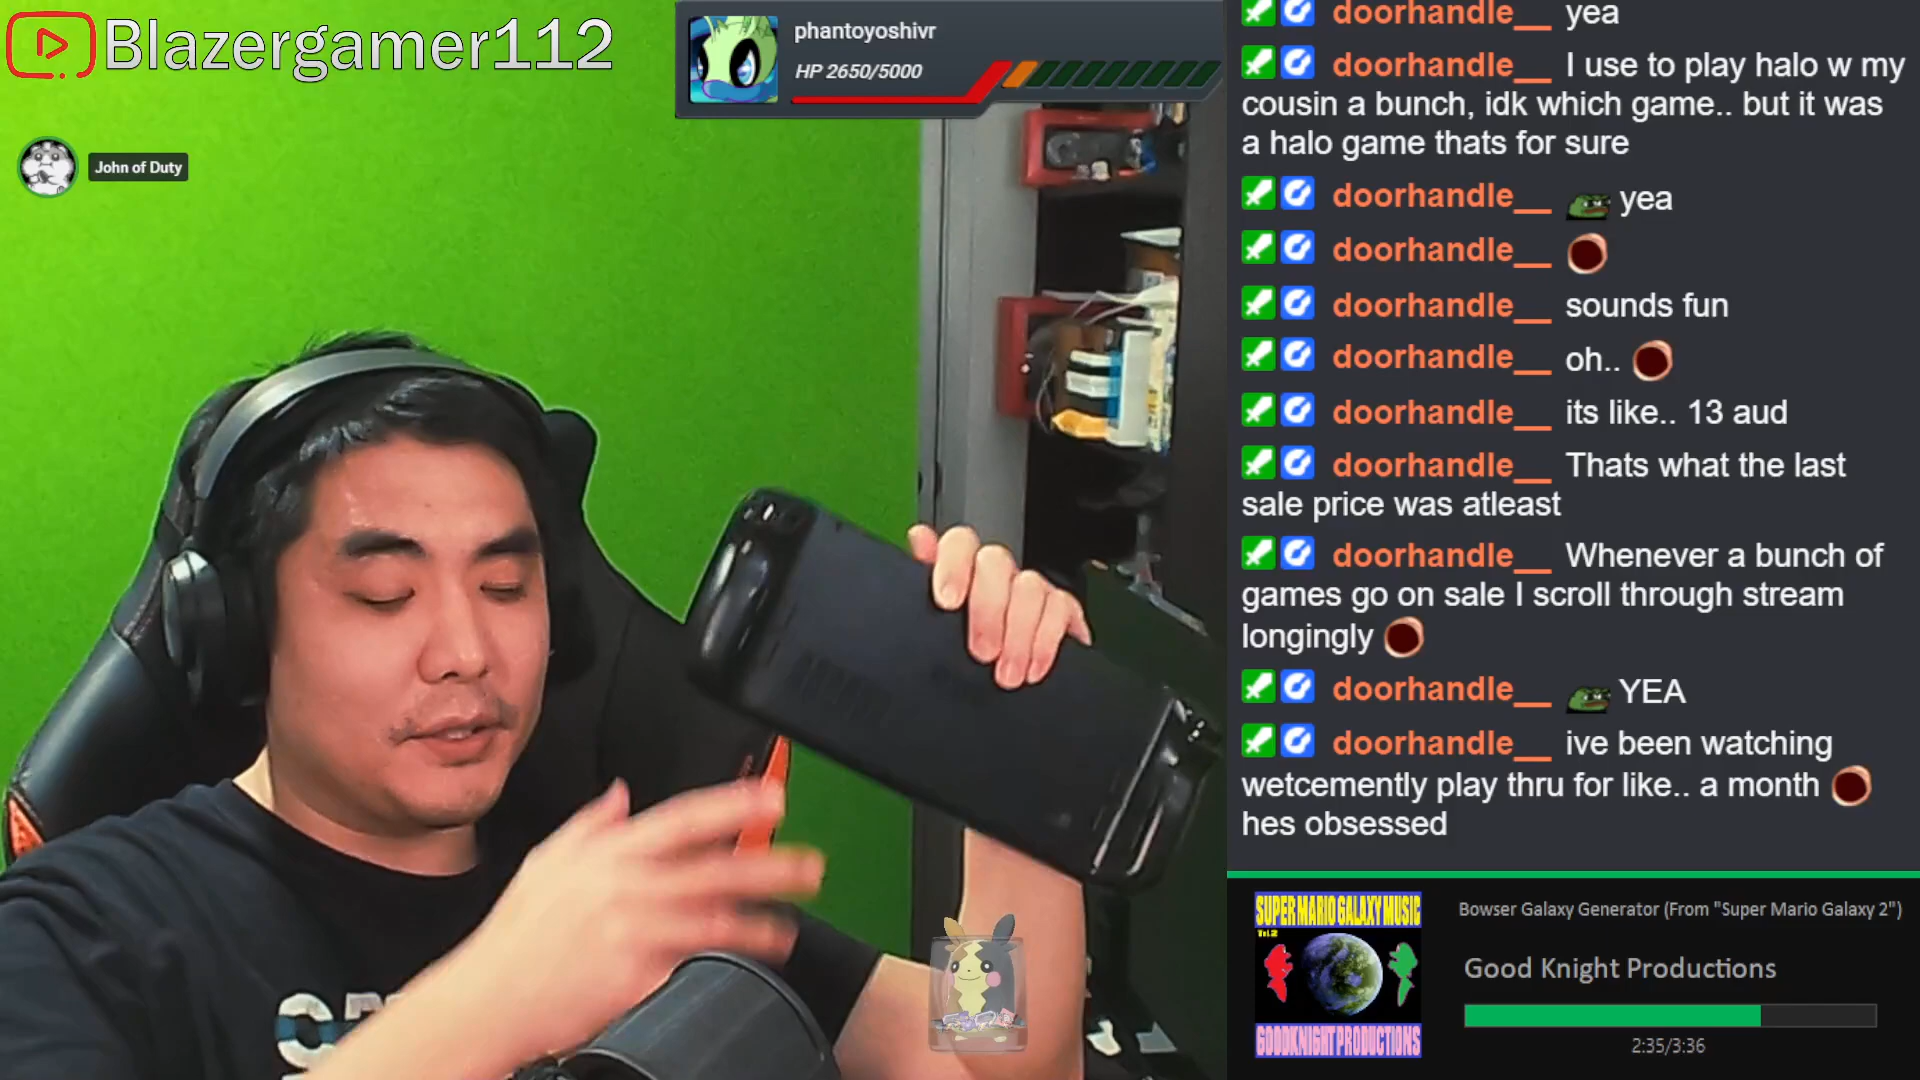 Blazergamer112
phantoyoshivr
HP 2650/5000
John of Duty
doorhandle__ yea
doorhandle__ I use to play halo w my
cousin a bunch, idk which game.. but it was
a halo game thats for sure
doorhandle__ yea
doorhandle__
doorhandle__ sounds fun
doorhandle__ oh..
doorhandle__ its like.. 13 aud
doorhandle__ Thats what the last
sale price was atleast
doorhandle__ Whenever a bunch of
games go on sale I scroll through stream
longingly
doorhandle__ YEA
doorhandle__ ive been watching
wetcemently play thru for like.. a month
hes obsessed
SUPER MARIO GALAXY MUSIC
Vol.2
GOODKNIGHT PRODUCTIONS
Bowser Galaxy Generator (From "Super Mario Galaxy 2")
Good Knight Productions
2:35/3:36